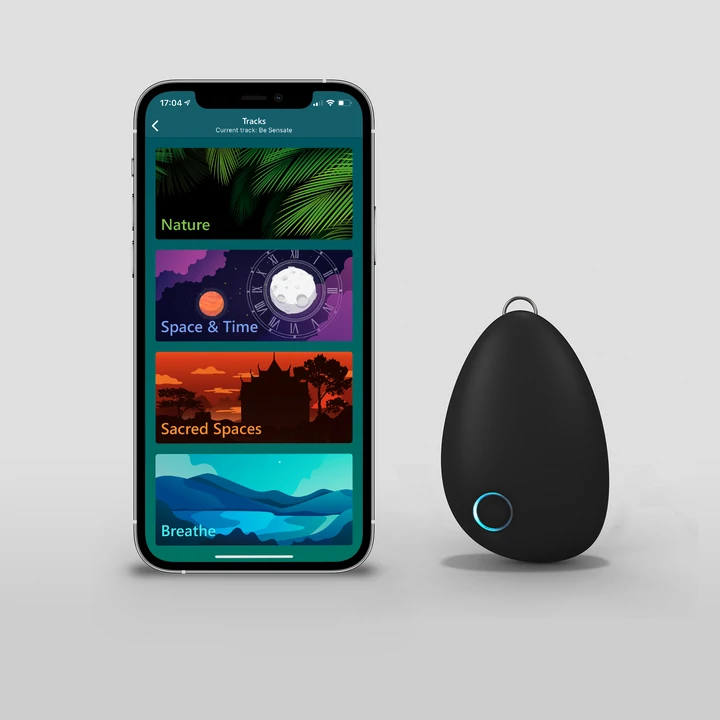 17:04
Tracks
Current track: Be Sensate
Nature
Space & Time
Sacred Spaces
Breathe